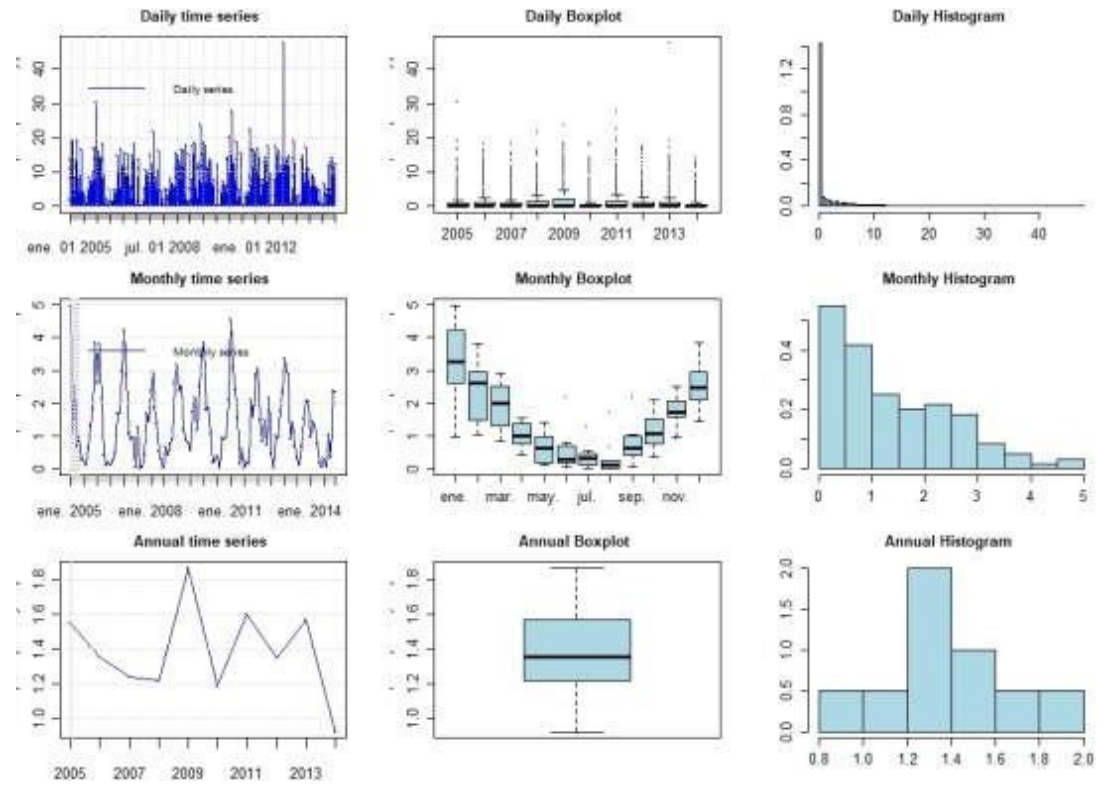 Daily time series
Daily Boxplot
Daily Histogram
Daily series
0 10 20 30 40
ene. 01 2005 jul. 01 2008 ene. 01 2012
0 10 20 30 40
2005 2007 2009 2011 2013
0.0 0.4 0.8 1.2
0 10 20 30 40
Monthly time series
Monthly Boxplot
Monthly Histogram
Monthly series
0 1 2 3 4 5
ene. 2005 ene. 2008 ene. 2011 ene. 2014
0 1 2 3 4 5
ene. mar. may. jul. sep. nov.
0.0 0.2 0.4
0 1 2 3 4 5
Annual time series
Annual Boxplot
Annual Histogram
1.0 1.2 1.4 1.6 1.8
2005 2007 2009 2011 2013
1.0 1.2 1.4 1.6 1.8
0.0 0.5 1.0 1.5 2.0
0.8 1.0 1.2 1.4 1.6 1.8 2.0